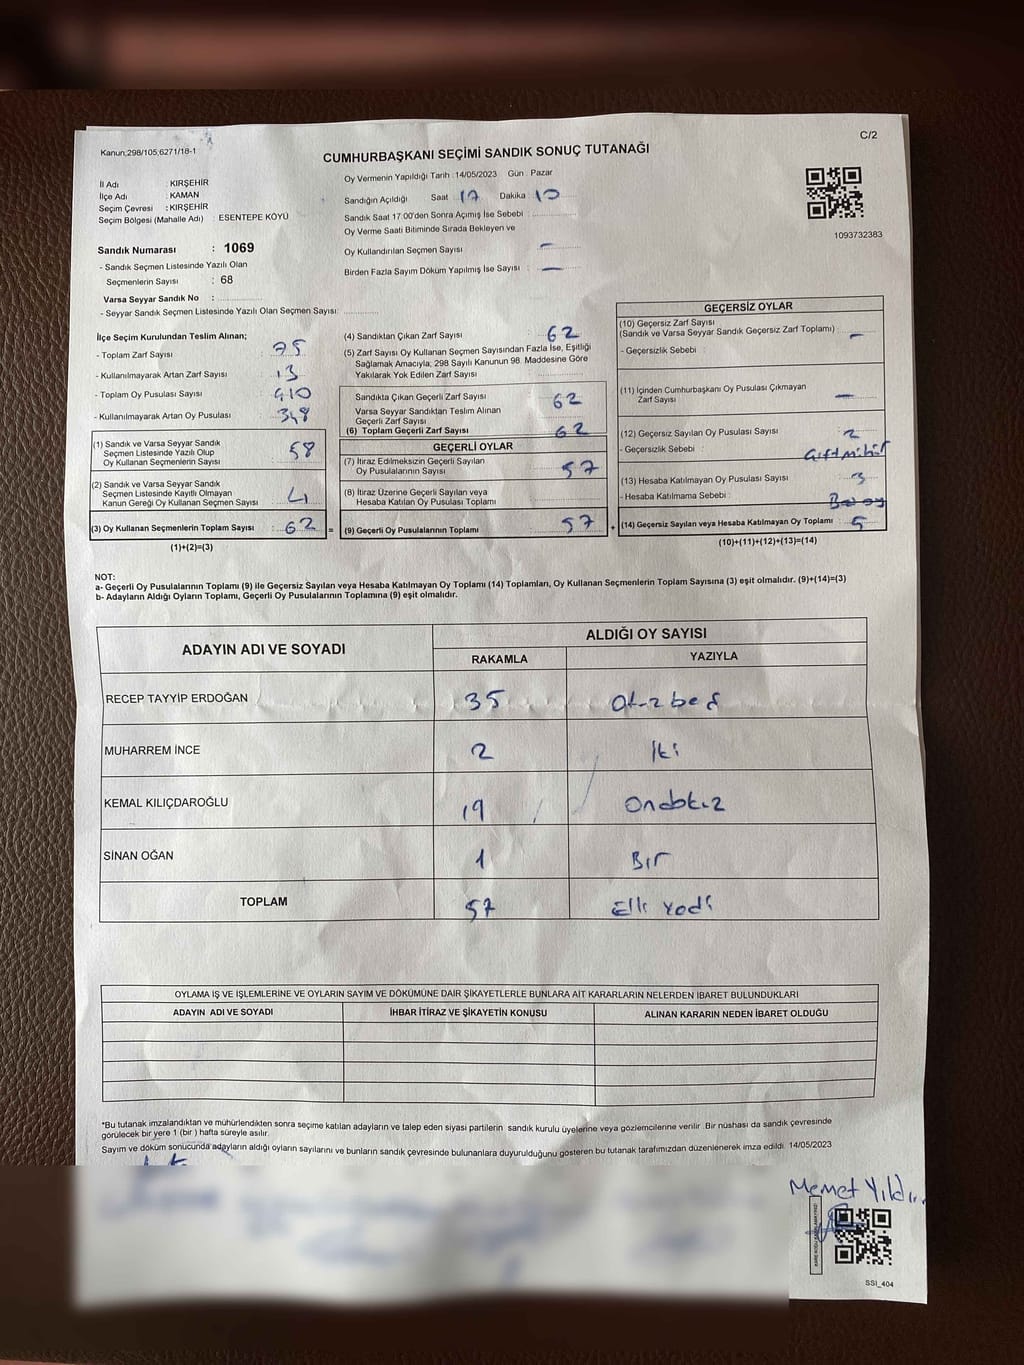 C/2
Kanun;298/105;6271/18-1
CUMHURBAŞKANI SEÇİMİ SANDIK SONUÇ TUTANAĞI
İl Adı : KIRŞEHİR
İlçe Adı : KAMAN
Seçim Çevresi : KIRŞEHİR
Seçim Bölgesi (Mahalle Adı) : ESENTEPE KÖYÜ
Oy Vermenin Yapıldığı Tarih :14/05/2023 Gün : Pazar
Sandığın Açıldığı Saat 17 Dakika : 10
Sandık Saat 17:00'den Sonra Açımış İse Sebebi :
Oy Verme Saati Bitiminde Sırada Bekleyen ve
Oy Kullandırılan Seçmen Sayısı : –
Birden Fazla Sayım Döküm Yapılmış İse Sayısı : –
1093732383
Sandık Numarası : 1069
- Sandık Seçmen Listesinde Yazılı Olan
Seçmenlerin Sayısı : 68
Varsa Seyyar Sandık No :
- Seyyar Sandık Seçmen Listesinde Yazılı Olan Seçmen Sayısı:
İlçe Seçim Kurulundan Teslim Alınan;
- Toplam Zarf Sayısı : 75
- Kullanılmayarak Artan Zarf Sayısı : 13
- Toplam Oy Pusulası Sayısı : 410
- Kullanılmayarak Artan Oy Pusulası : 348
(1) Sandık ve Varsa Seyyar Sandık
Seçmen Listesinde Yazılı Olup
Oy Kullanan Seçmenlerin Sayısı : 58
(2) Sandık ve Varsa Seyyar Sandık
Seçmen Listesinde Kayıtlı Olmayan
Kanun Gereği Oy Kullanan Seçmen Sayısı : 4
(3) Oy Kullanan Seçmenlerin Toplam Sayısı : 62 =
(1)+(2)=(3)
(4) Sandıktan Çıkan Zarf Sayısı : 62
(5) Zarf Sayısı Oy Kullanan Seçmen Sayısından Fazla İse, Eşitliği
Sağlamak Amacıyla; 298 Sayılı Kanunun 98. Maddesine Göre
Yakılarak Yok Edilen Zarf Sayısı :
Sandıkta Çıkan Geçerli Zarf Sayısı : 62
Varsa Seyyar Sandıktan Teslim Alınan
Geçerli Zarf Sayısı :
(6) Toplam Geçerli Zarf Sayısı : 62
GEÇERLİ OYLAR
(7) İtiraz Edilmeksizin Geçerli Sayılan
Oy Pusulalarının Sayısı : 57
(8) İtiraz Üzerine Geçerli Sayılan veya
Hesaba Katılan Oy Pusulası Toplamı :
(9) Geçerli Oy Pusulalarının Toplamı : 57 +
GEÇERSİZ OYLAR
(10) Geçersiz Zarf Sayısı
(Sandık ve Varsa Seyyar Sandık Geçersiz Zarf Toplamı) : –
- Geçersizlik Sebebi :
(11) İçinden Cumhurbaşkanı Oy Pusulası Çıkmayan
Zarf Sayısı : –
(12) Geçersiz Sayılan Oy Pusulası Sayısı : 2
- Geçersizlik Sebebi : Çift mühür
(13) Hesaba Katılmayan Oy Pusulası Sayısı : 3
- Hesaba Katılmama Sebebi :
(14) Geçersiz Sayılan veya Hesaba Katılmayan Oy Toplamı : 5
(10)+(11)+(12)+(13)=(14)
NOT:
a- Geçerli Oy Pusulalarının Toplamı (9) ile Geçersiz Sayılan veya Hesaba Katılmayan Oy Toplamı (14) Toplamları, Oy Kullanan Seçmenlerin Toplam Sayısına (3) eşit olmalıdır. (9)+(14)=(3)
b- Adayların Aldığı Oyların Toplamı, Geçerli Oy Pusulalarının Toplamına (9) eşit olmalıdır.
ADAYIN ADI VE SOYADI
ALDIĞI OY SAYISI
RAKAMLA YAZIYLA
RECEP TAYYİP ERDOĞAN 35 otuzbeş
MUHARREM İNCE 2 iki
KEMAL KILIÇDAROĞLU 19 ondokuz
SİNAN OĞAN 1 Bir
TOPLAM 57 Elli Yedi
OYLAMA İŞ VE İŞLEMLERİNE VE OYLARIN SAYIM VE DÖKÜMÜNE DAİR ŞİKAYETLERLE BUNLARA AİT KARARLARIN NELERDEN İBARET BULUNDUKLARI
ADAYIN ADI VE SOYADI İHBAR İTİRAZ VE ŞİKAYETİN KONUSU ALINAN KARARIN NEDEN İBARET OLDUĞU
*Bu tutanak imzalandıktan ve mühürlendikten sonra seçime katılan adayların ve talep eden siyasi partilerin sandık kurulu üyelerine veya gözlemcilerine verilir. Bir nüshası da sandık çevresinde
görülecek bir yere 1 (bir ) hafta süreyle asılır.
Sayım ve döküm sonucunda adayların aldığı oyların sayılarını ve bunların sandık çevresinde bulunanlara duyurulduğunu gösteren bu tutanak tarafımızdan düzenlenerek imza edildi. 14/05/2023
Memet
SSI_404